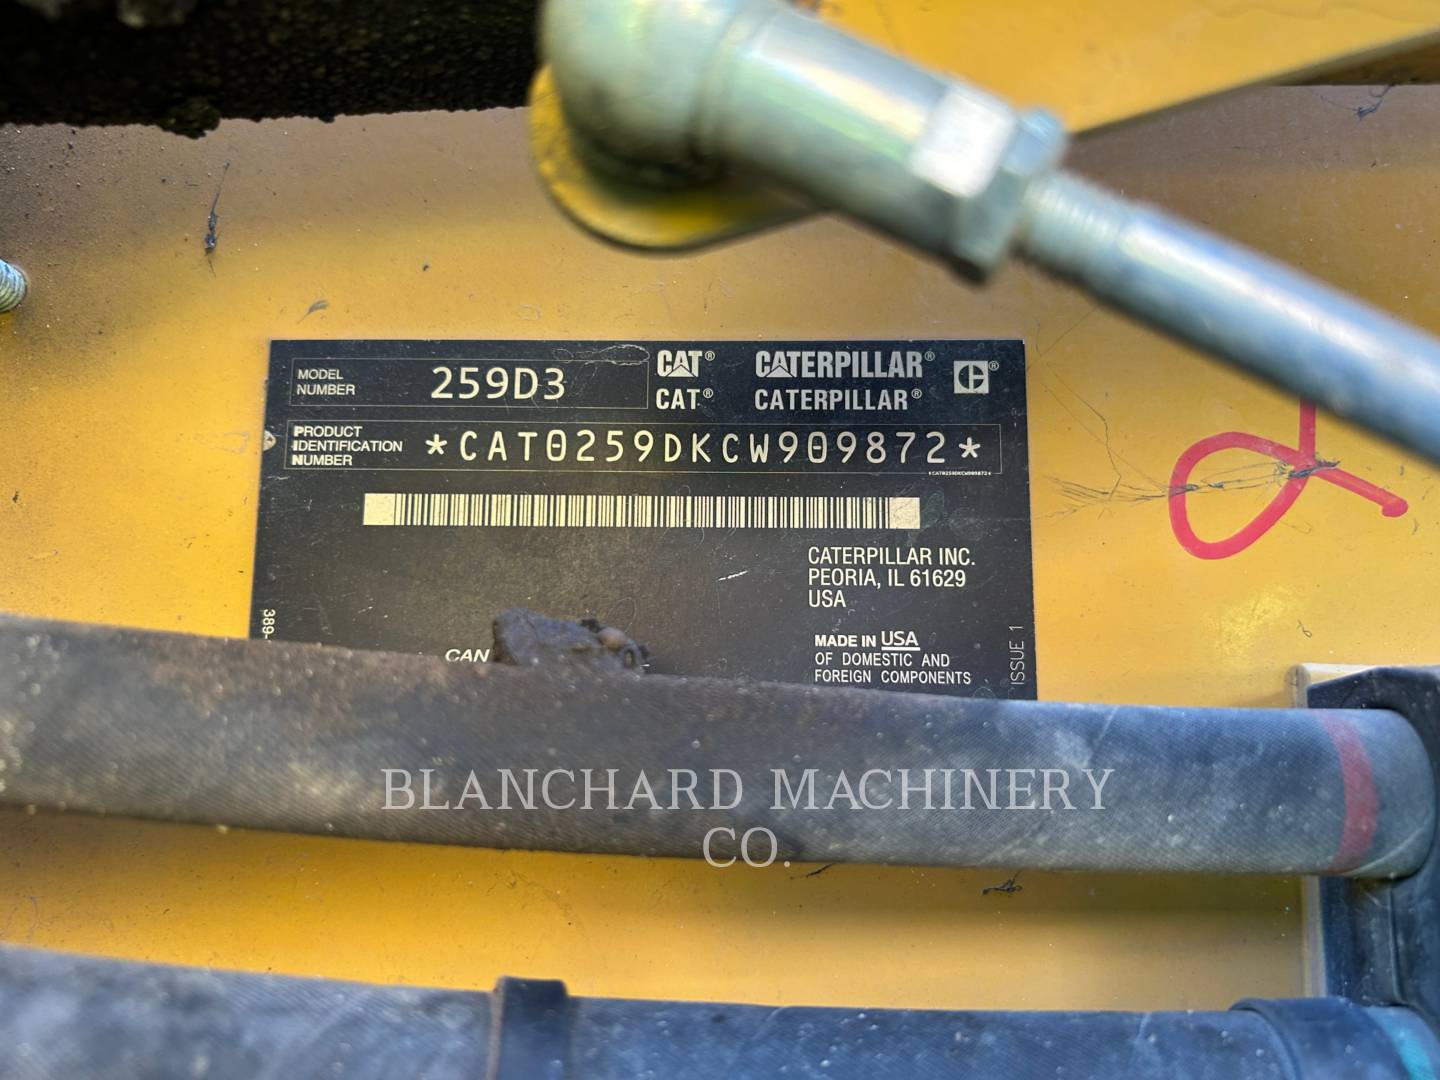 MODEL NUMBER 259D3
CAT® CATERPILLAR® C®
CAT® CATERPILLAR®
PRODUCT
IDENTIFICATION
NUMBER
*CAT0259DKCW909872*
*CAT0259DKCW909872*
CATERPILLAR INC.
PEORIA, IL 61629
USA
MADE IN USA
OF DOMESTIC AND
FOREIGN COMPONENTS
ISSUE 1
389-
CAN
BLANCHARD MACHINERY
CO.